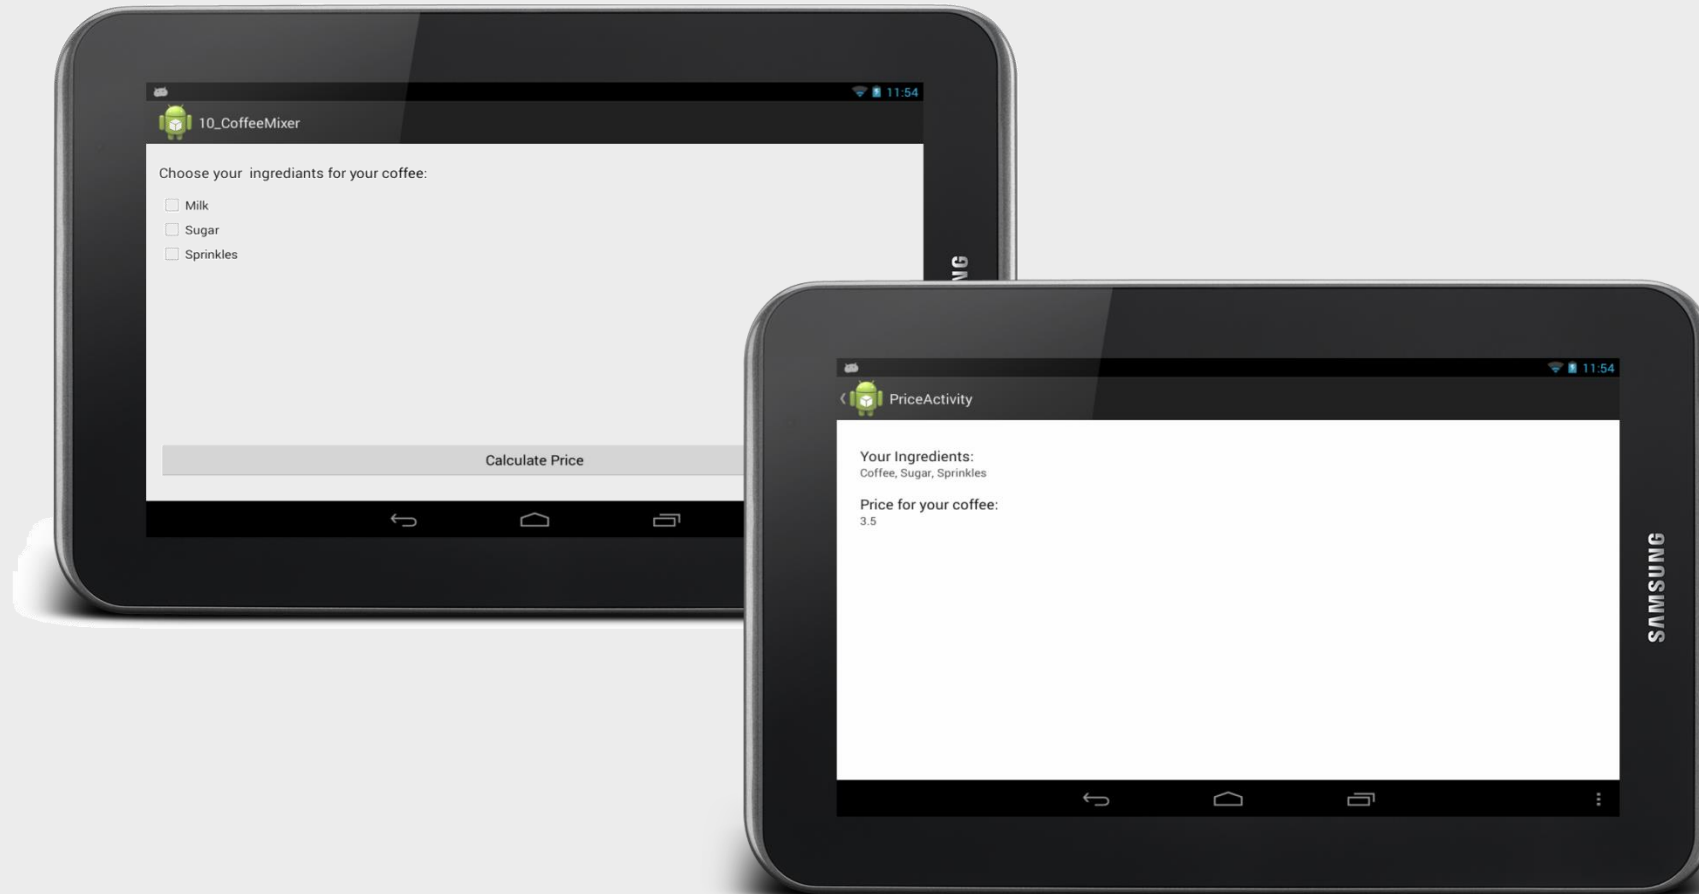 11:54
10_CoffeeMixer
Choose your  ingrediants for your coffee:
Milk
Sugar
Sprinkles
Calculate Price
NG
11:54
PriceActivity
Your Ingredients:
Coffee, Sugar, Sprinkles
Price for your coffee:
3.5
SAMSUNG